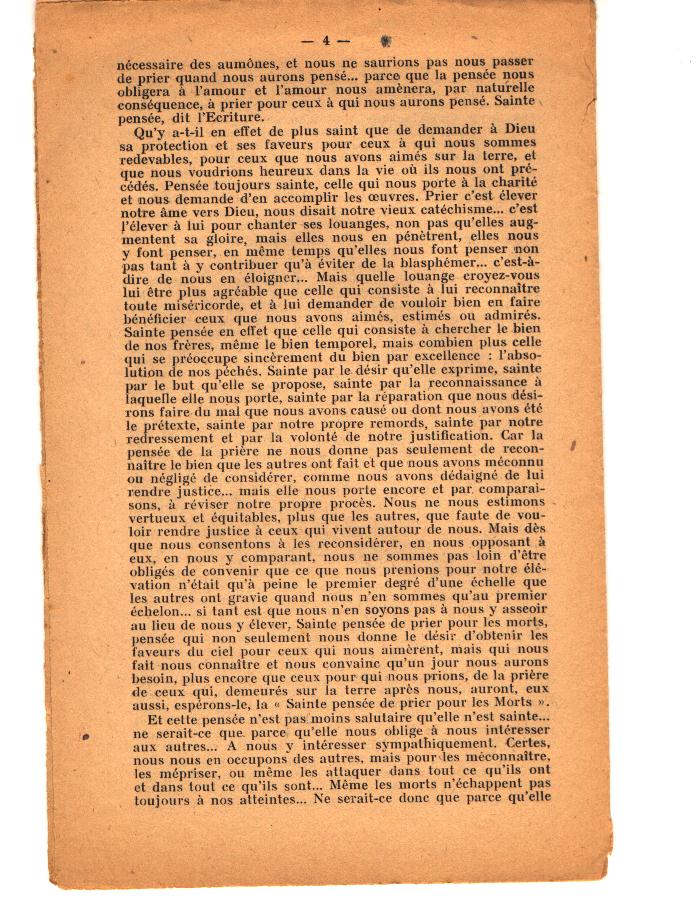 — 4 —
nécessaire des aumônes, et nous ne saurions pas nous passer
de prier quand nous aurons pensé... parce que la pensée nous
obligera à l'amour et l'amour nous amènera, par naturelle
conséquence, à prier pour ceux à qui nous aurons pensé. Sainte
pensée, dit l'Ecriture.
Qu'y a-t-il en effet de plus saint que de demander à Dieu
sa protection et ses faveurs pour ceux à qui nous sommes
redevables, pour ceux que nous avons aimés sur la terre, et
que nous voudrions heureux dans la vie où ils nous ont pré-
cédés. Pensée toujours sainte, celle qui nous porte à la charité
et nous demande d'en accomplir les œuvres. Prier c'est élever
notre âme vers Dieu, nous disait notre vieux catéchisme... c'est
l'élever à lui pour chanter ses louanges, non pas qu'elles aug-
mentent sa gloire, mais elles nous en pénètrent, elles nous
y font penser, en même temps qu'elles nous font penser non
pas tant à y contribuer qu'à éviter de la blasphémer... c'est-à-
dire de nous en éloigner... Mais quelle louange croyez-vous
lui être plus agréable que celle qui consiste à lui reconnaître
toute miséricorde, et à lui demander de vouloir bien en faire
bénéficier ceux que nous avons aimés, estimés ou admirés.
Sainte pensée en effet que celle qui consiste à chercher le bien
de nos frères, même le bien temporel, mais combien plus celle
qui se préoccupe sincèrement du bien par excellence : l'abso-
lution de nos péchés. Sainte par le désir qu'elle exprime, sainte
par le but qu'elle se propose, sainte par la reconnaissance à
laquelle elle nous porte, sainte par la réparation que nous dési-
rons faire du mal que nous avons causé ou dont nous avons été
le prétexte, sainte par notre propre remords, sainte par notre
redressement et par la volonté de notre justification. Car la
pensée de la prière ne nous donne pas seulement de recon-
naître le bien que les autres ont fait et que nous avons méconnu
ou négligé de considérer, comme nous avons dédaigné de lui
rendre justice... mais elle nous porte encore et par comparai-
sons, à réviser notre propre procès. Nous ne nous estimons
vertueux et équitables, plus que les autres, que faute de vou-
loir rendre justice à ceux qui vivent autour de nous. Mais dès
que nous consentons à les reconsidérer, en nous opposant à
eux, en nous y comparant, nous ne sommes pas loin d'être
obligés de convenir que ce que nous prenions pour notre élé-
vation n'était qu'à peine le premier degré d'une échelle que
les autres ont gravie quand nous n'en sommes qu'au premier
échelon... si tant est que nous n'en soyons pas à nous y asseoir
au lieu de nous y élever. Sainte pensée de prier pour les morts,
pensée qui non seulement nous donne le désir d'obtenir les
faveurs du ciel pour ceux qui nous aimèrent, mais qui nous
fait nous connaître et nous convainc qu'un jour nous aurons
besoin, plus encore que ceux pour qui nous prions, de la prière
de ceux qui, demeurés sur la terre après nous, auront, eux
aussi, espérons-le, la « Sainte pensée de prier pour les Morts ».
Et cette pensée n'est pas moins salutaire qu'elle n'est sainte...
ne serait-ce que parce qu'elle nous oblige à nous intéresser
aux autres... A nous y intéresser sympathiquement. Certes,
nous nous en occupons des autres, mais pour les méconnaître,
les mépriser, ou même les attaquer dans tout ce qu'ils ont
et dans tout ce qu'ils sont... Même les morts n'échappent pas
toujours à nos atteintes... Ne serait-ce donc que parce qu'elle